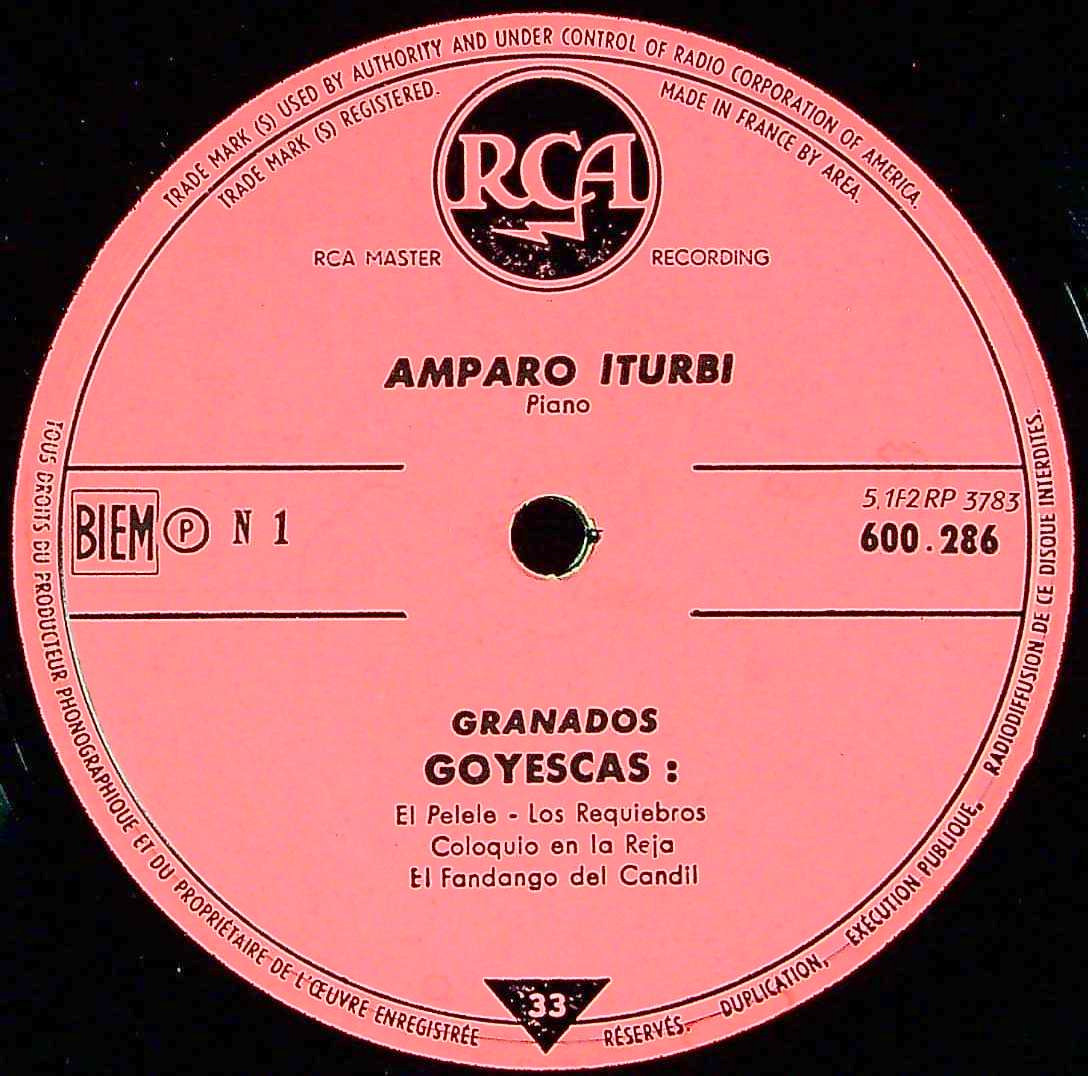 TRADE MARK (S) USED BY AUTHORITY AND UNDER CONTROL OF RADIO CORPORATION OF AMERICA.
TRADE MARK (S) REGISTERED.
MADE IN FRANCE BY AREA.
RCA
RCA MASTER RECORDING
AMPARO ITURBI
Piano
BIEM P N 1
5,1F2 RP 3783
600.286
GRANADOS
GOYESCAS :
El Pelele - Los Requiebros
Coloquio en la Reja
El Fandango del Candil
33
TOUS DROITS DU PRODUCTEUR PHONOGRAPHIQUE ET DU PROPRIÉTAIRE DE L'ŒUVRE ENREGISTRÉE RÉSERVÉS. DUPLICATION, EXÉCUTION PUBLIQUE, RADIODIFFUSION DE CE DISQUE INTERDITES.